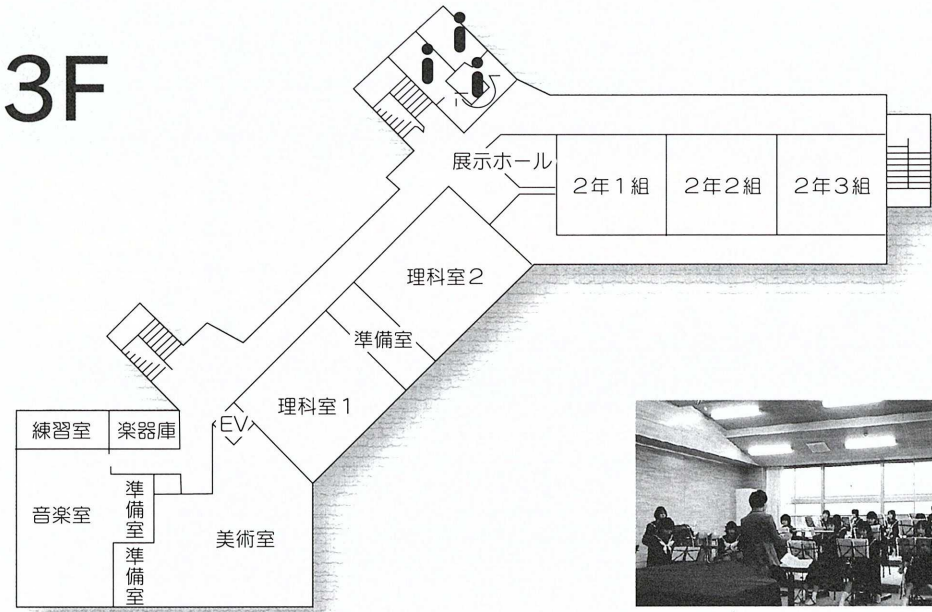 3F
展示ホール
2年1組
2年2組
2年3組
理科室2
準備室
理科室1
EV
練習室
楽器庫
音楽室
準備室
準備室
美術室